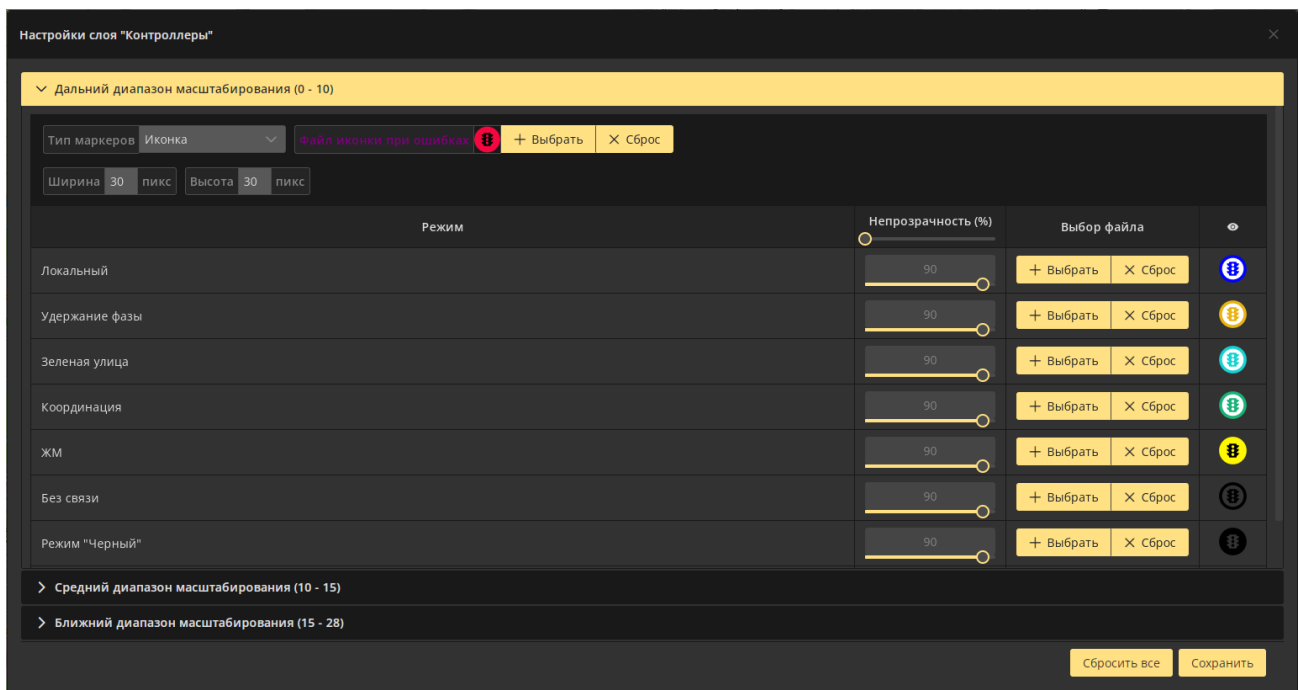 Настройки слоя "Контроллеры"
Дальний диапазон масштабирования (0 - 10)
Тип маркеров Иконка Файл иконки при ошибках + Выбрать × Сброс
Ширина 30 пикс Высота 30 пикс
Режим Непрозрачность (%) Выбор файла
Локальный 90 + Выбрать × Сброс
Удержание фазы 90 + Выбрать × Сброс
Зеленая улица 90 + Выбрать × Сброс
Координация 90 + Выбрать × Сброс
ЖМ 90 + Выбрать × Сброс
Без связи 90 + Выбрать × Сброс
Режим "Черный" 90 + Выбрать × Сброс
Средний диапазон масштабирования (10 - 15)
Ближний диапазон масштабирования (15 - 28)
Сбросить все Сохранить